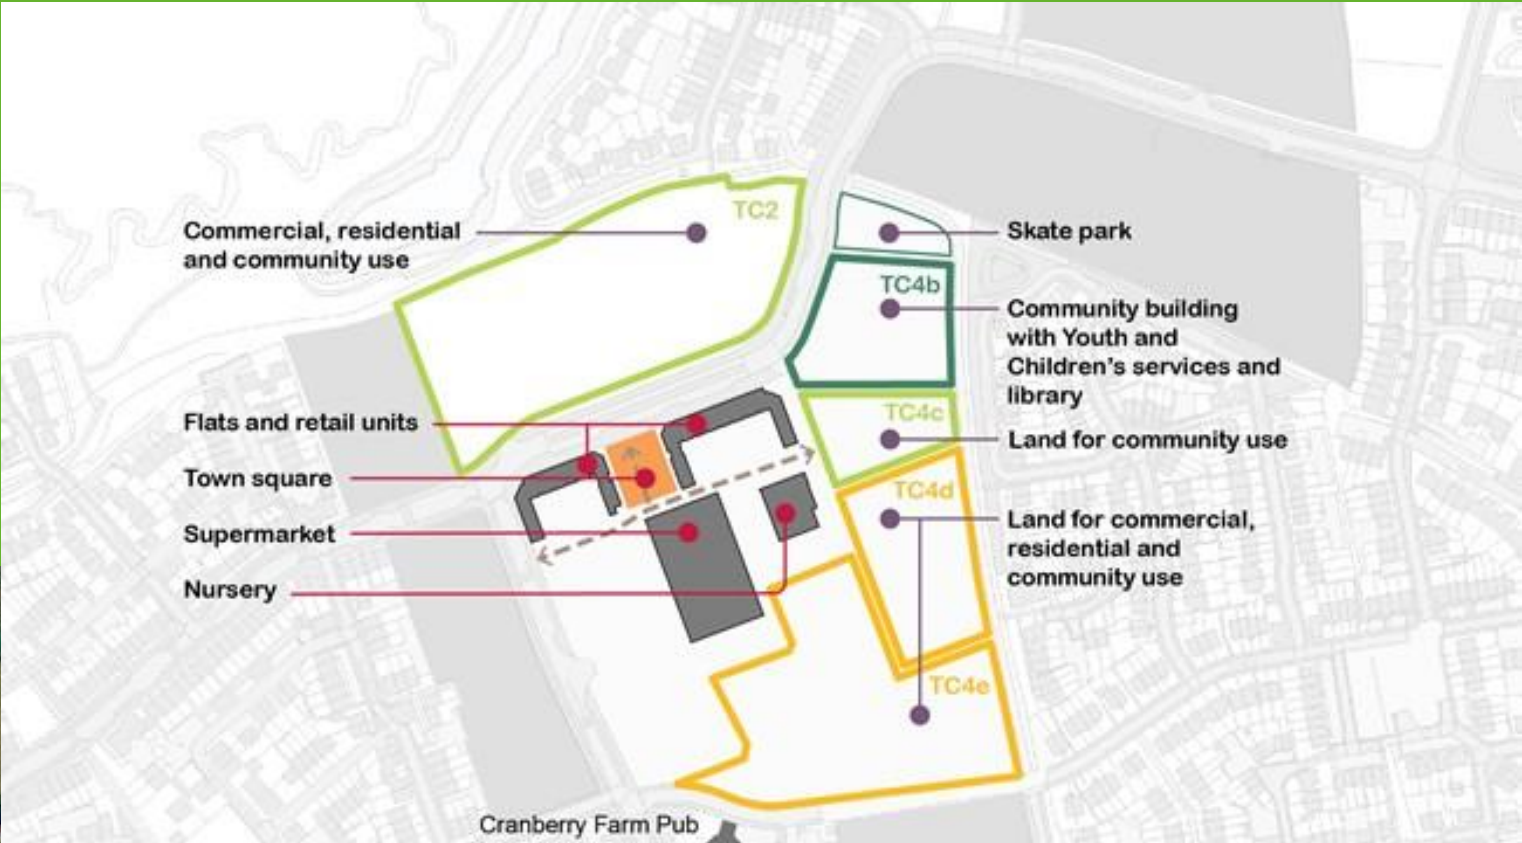 TC2
Commercial, residential
and community use
Skate park
TC4b
Community building
with Youth and
Children's services and
library
Flats and retail units
TC4c
Land for community use
Town square
TC4d
Supermarket
Land for commercial,
residential and
community use
Nursery
TC4e
Cranberry Farm Pub